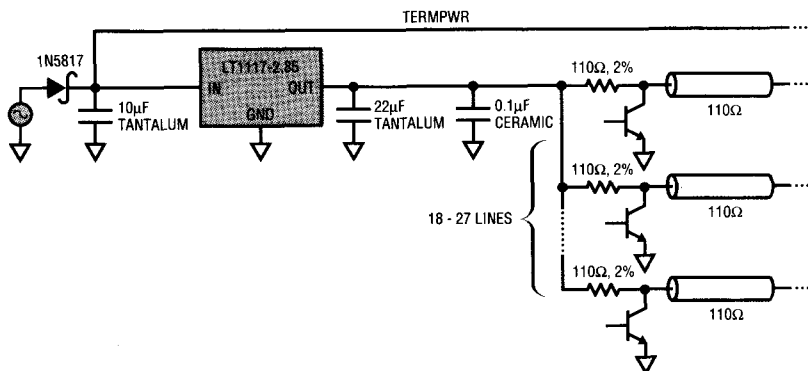 TERMPWR
1N5817
LT1117-2.85
IN
OUT
GND
10μF
TANTALUM
22μF
TANTALUM
0.1μF
CERAMIC
110Ω, 2%
110Ω
110Ω, 2%
110Ω
18 - 27 LINES
110Ω, 2%
110Ω